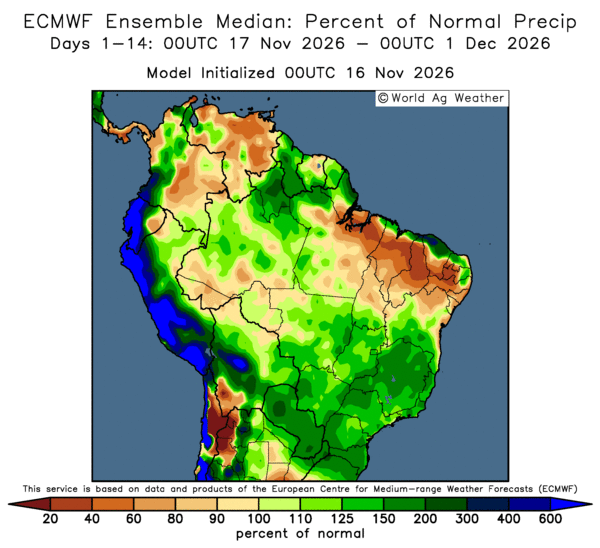 ECMWF Ensemble Median: Percent of Normal Precip
Days 1-14: 00UTC 17 Nov 2026 - 00UTC 1 Dec 2026
Model Initialized 00UTC 16 Nov 2026
© World Ag Weather
This service is based on data and products of the European Centre for Medium-range Weather Forecasts (ECMWF)
20 40 60 80 90 100 110 125 150 200 300 400 600
percent of normal